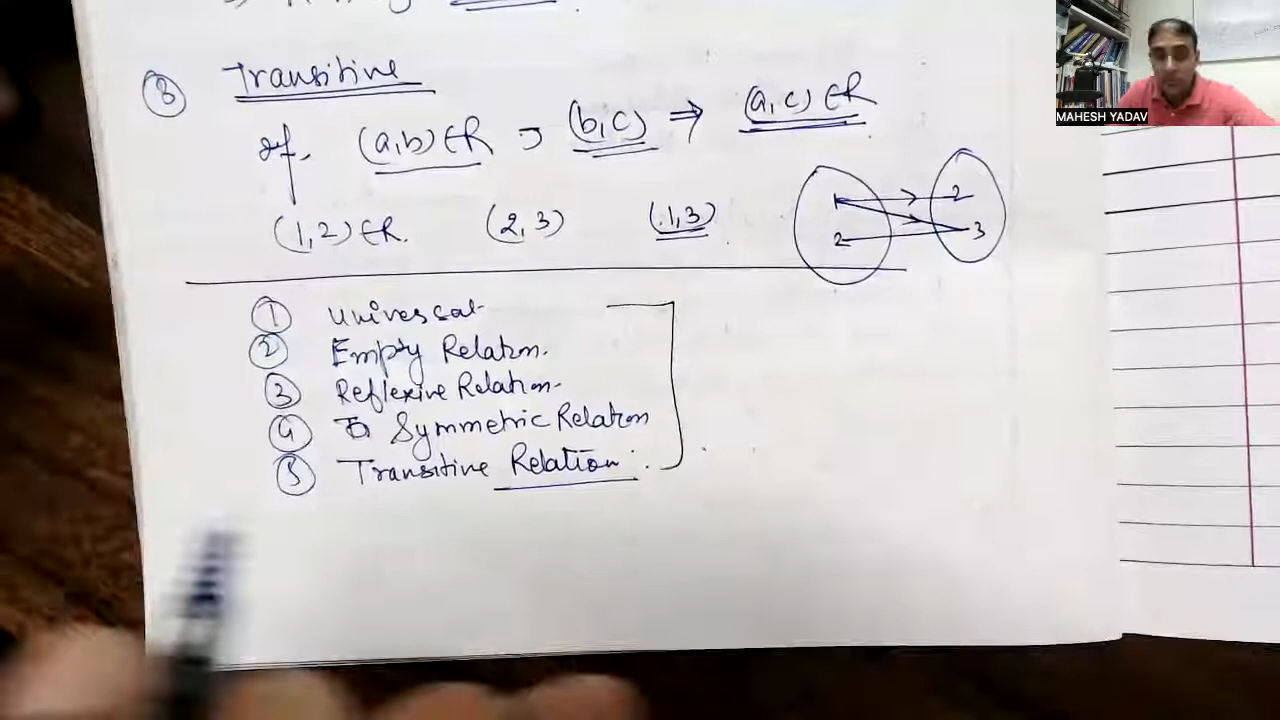 ③ Transitive
If. (a,b) ∈ R , (b,c) ⇒ (a,c) ∈ R
(1,2) ∈ R. (2,3) (1,3)
1 2
2 3
① Universal
② Empty Relation.
③ Reflexive Relation
④ Symmetric Relation
⑤ Transitive Relation.
MAHESH YADAV